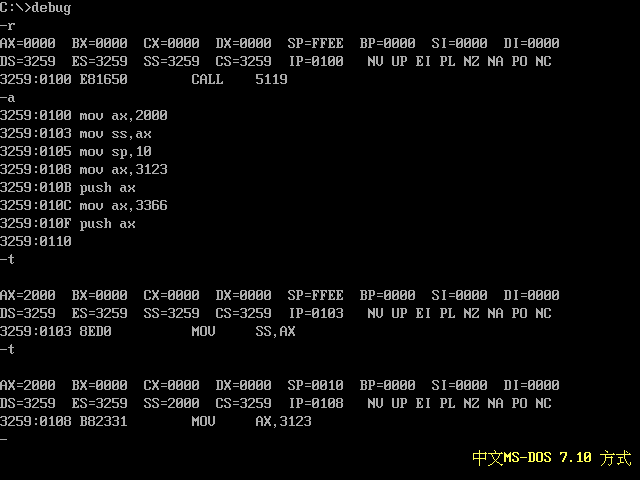 C:\>debug
-r
AX=0000  BX=0000  CX=0000  DX=0000  SP=FFEE  BP=0000  SI=0000  DI=0000
DS=3259  ES=3259  SS=3259  CS=3259  IP=0100   NV UP EI PL NZ NA PO NC
3259:0100 E81650        CALL    5119
-a
3259:0100 mov ax,2000
3259:0103 mov ss,ax
3259:0105 mov sp,10
3259:0108 mov ax,3123
3259:010B push ax
3259:010C mov ax,3366
3259:010F push ax
3259:0110
-t
AX=2000  BX=0000  CX=0000  DX=0000  SP=FFEE  BP=0000  SI=0000  DI=0000
DS=3259  ES=3259  SS=3259  CS=3259  IP=0103   NV UP EI PL NZ NA PO NC
3259:0103 8ED0          MOV     SS,AX
-t
AX=2000  BX=0000  CX=0000  DX=0000  SP=0010  BP=0000  SI=0000  DI=0000
DS=3259  ES=3259  SS=2000  CS=3259  IP=0108   NV UP EI PL NZ NA PO NC
3259:0108 B82331        MOV     AX,3123
-
中文MS-DOS 7.10 方式